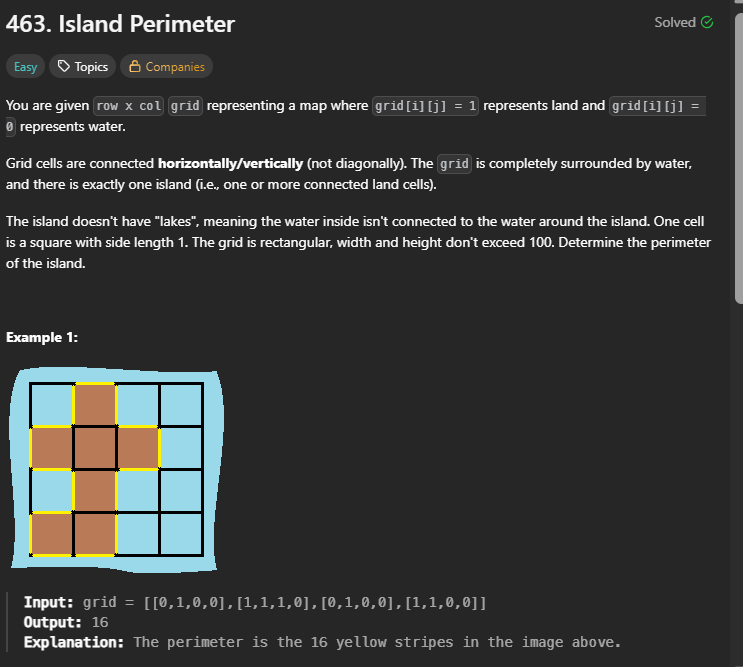 463. Island Perimeter
Solved
Easy
Topics
Companies
You are given row x col grid representing a map where grid[i][j] = 1 represents land and grid[i][j] =
0 represents water.
Grid cells are connected horizontally/vertically (not diagonally). The grid is completely surrounded by water,
and there is exactly one island (i.e., one or more connected land cells).
The island doesn't have "lakes", meaning the water inside isn't connected to the water around the island. One cell
is a square with side length 1. The grid is rectangular, width and height don't exceed 100. Determine the perimeter
of the island.
Example 1:
Input: grid = [[0,1,0,0],[1,1,1,0],[0,1,0,0],[1,1,0,0]]
Output: 16
Explanation: The perimeter is the 16 yellow stripes in the image above.